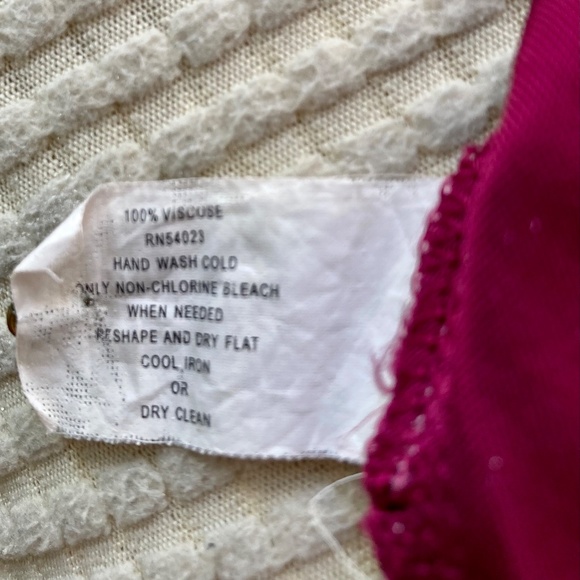 100% VISCOSE
RN54023
HAND WASH COLD
ONLY NON-CHLORINE BLEACH
WHEN NEEDED
RESHAPE AND DRY FLAT
COOL IRON
OR
DRY CLEAN